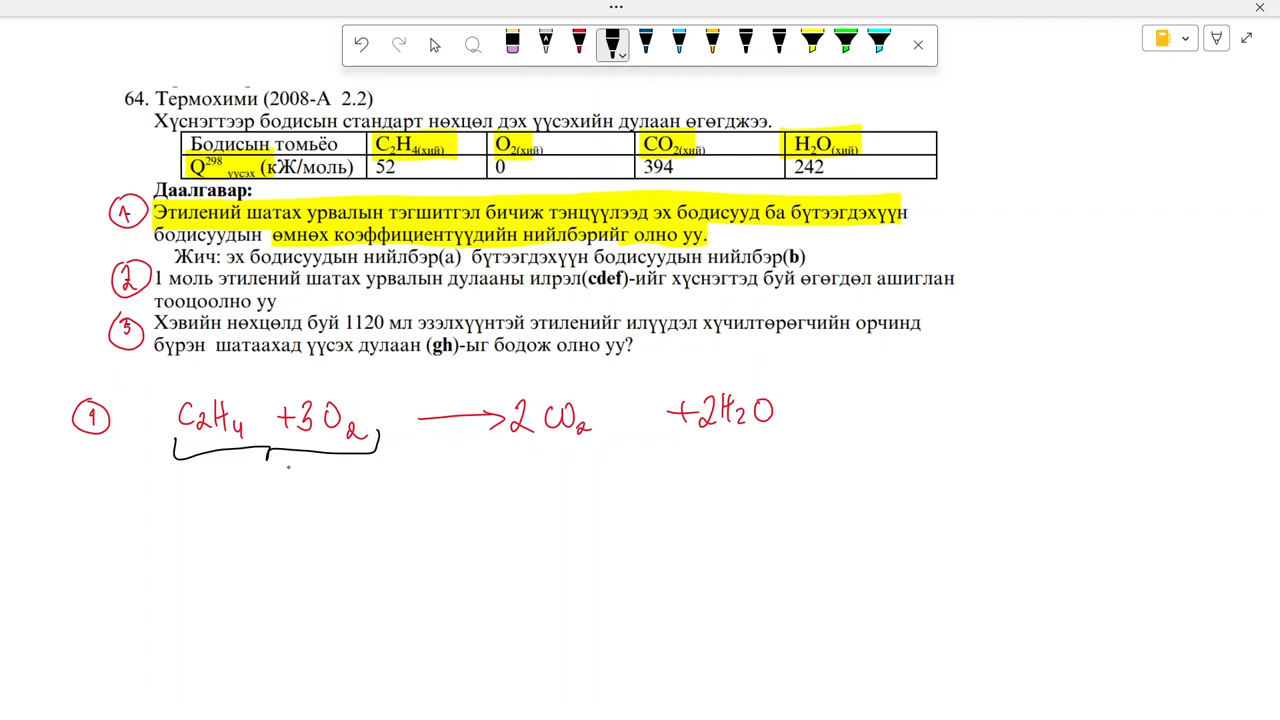 64. Термохими (2008-А 2.2)
Хүснэгтээр бодисын стандарт нөхцөл дэх үүсэхийн дулаан өгөгджээ.
Бодисын томьёо C₂H₄(хий) O₂(хий) CO₂(хий) H₂O(хий)
Q²⁹⁸үүсэх (кЖ/моль) 52 0 394 242
Даалгавар:
1 Этилений шатах урвалын тэгшитгэл бичиж тэнцүүлээд эх бодисууд ба бүтээгдэхүүн
бодисуудын өмнөх коэффициентүүдийн нийлбэрийг олно уу.
Жич: эх бодисуудын нийлбэр(а) бүтээгдэхүүн бодисуудын нийлбэр(b)
2 1 моль этилений шатах урвалын дулааны илрэл(cdef)-ийг хүснэгтэд буй өгөгдөл ашиглан
тооцоолно уу
3 Хэвийн нөхцөлд буй 1120 мл эзэлхүүнтэй этиленийг илүүдэл хүчилтөрөгчийн орчинд
бүрэн шатаахад үүсэх дулаан (gh)-ыг бодож олно уу?
1 C₂H₄ +3O₂ → 2CO₂ +2H₂O